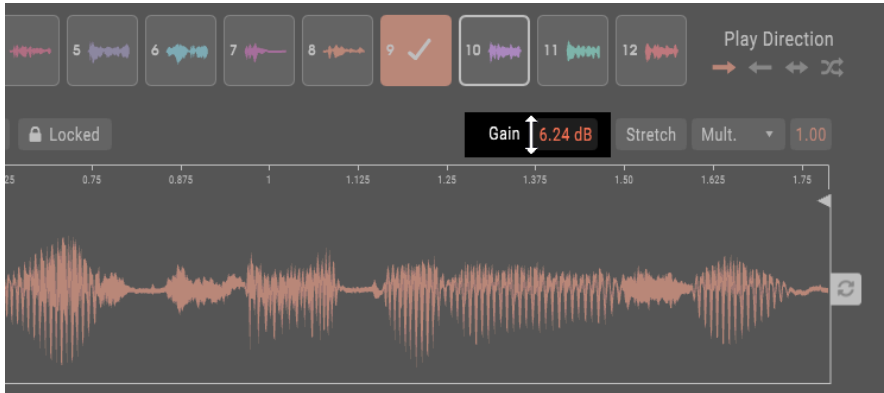 5 6 7 8 9 10 11 12
Play Direction
Locked Gain 6.24 dB Stretch Mult. 1.00
25 0.75 0.875 1 1.125 1.25 1.375 1.50 1.625 1.75